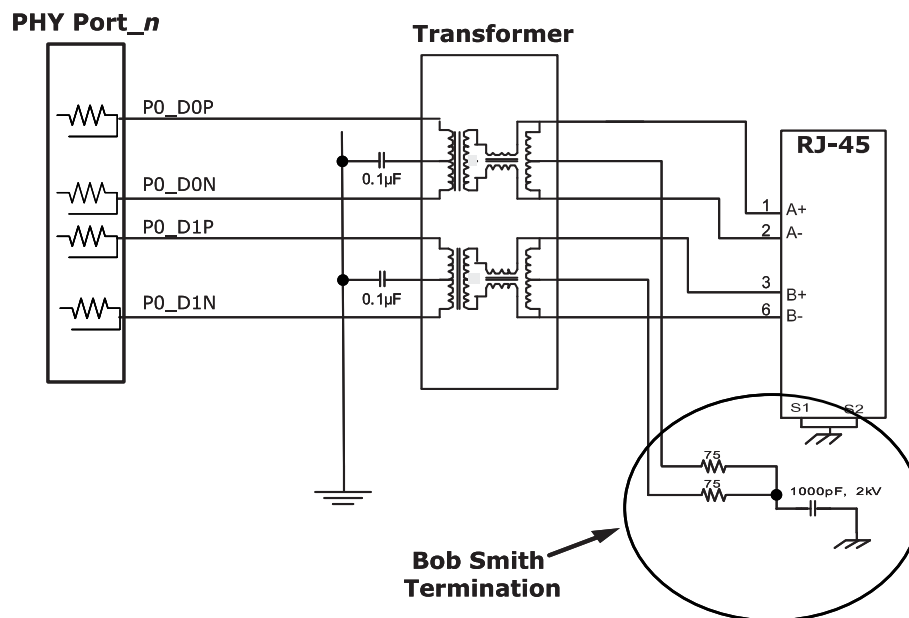 PHY Port_n
Transformer
P0_D0P
RJ-45
0.1µF
P0_D0N
1 A+
2 A-
P0_D1P
3 B+
0.1µF
P0_D1N
6 B-
S1 S2
75
75
1000pF, 2kV
Bob Smith
Termination